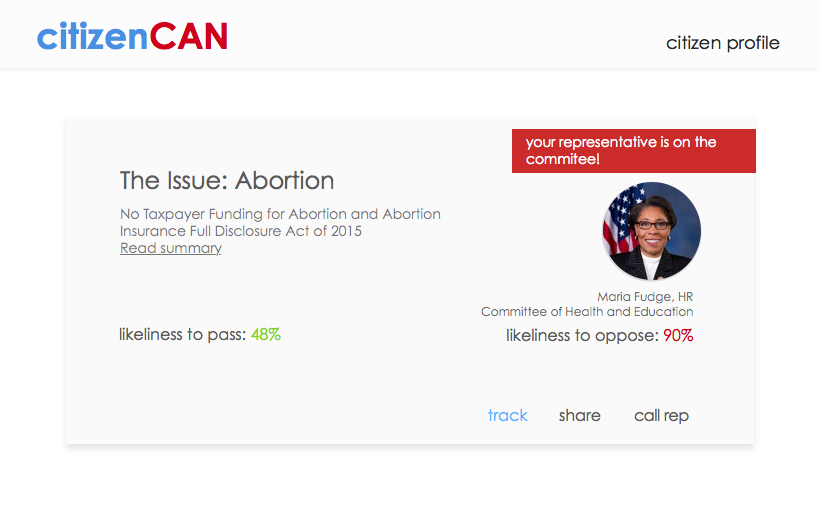 citizenCAN
citizen profile
your representative is on the
commitee!
The Issue: Abortion
No Taxpayer Funding for Abortion and Abortion
Insurance Full Disclosure Act of 2015
Read summary
Maria Fudge, HR
Committee of Health and Education
likeliness to pass: 48%
likeliness to oppose: 90%
track
share
call rep